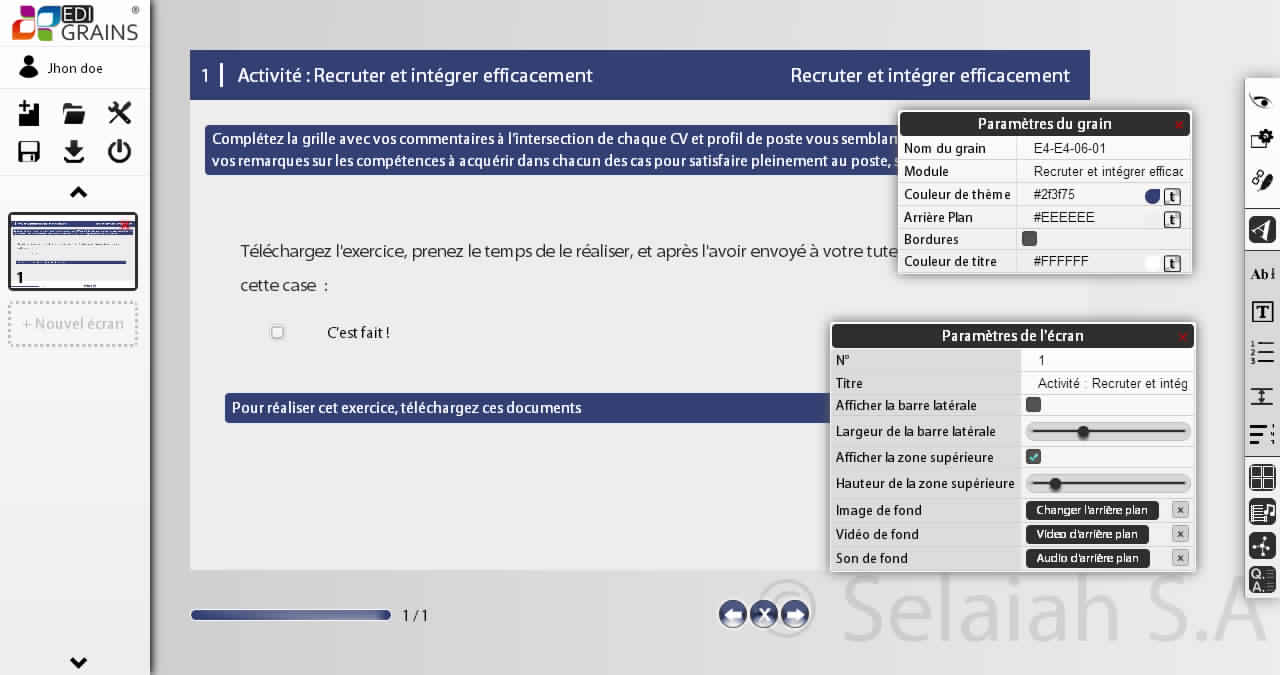 EDI
GRAINS
®
Jhon doe
1
+ Nouvel écran
1 | Activité : Recruter et intégrer efficacement
Recruter et intégrer efficacement
Complétez la grille avec vos commentaires à l'intersection de chaque CV et profil de poste vous semblan
vos remarques sur les compétences à acquérir dans chacun des cas pour satisfaire pleinement au poste, s
Téléchargez l'exercice, prenez le temps de le réaliser, et après l'avoir envoyé à votre tute
cette case :
C'est fait !
Pour réaliser cet exercice, téléchargez ces documents
Paramètres du grain
Nom du grain E4-E4-06-01
Module Recruter et intégrer efficac
Couleur de thème #2f3f75
Arrière Plan #EEEEEE
Bordures
Couleur de titre #FFFFFF
Paramètres de l'écran
N° 1
Titre Activité : Recruter et intég
Afficher la barre latérale
Largeur de la barre latérale
Afficher la zone supérieure
Hauteur de la zone supérieure
Image de fond Changer l'arrière plan x
Vidéo de fond Video d'arrière plan x
Son de fond Audio d'arrière plan x
1 / 1
© Selaiah S.A
A
Ab i
T
1
2
3
Q.
A.